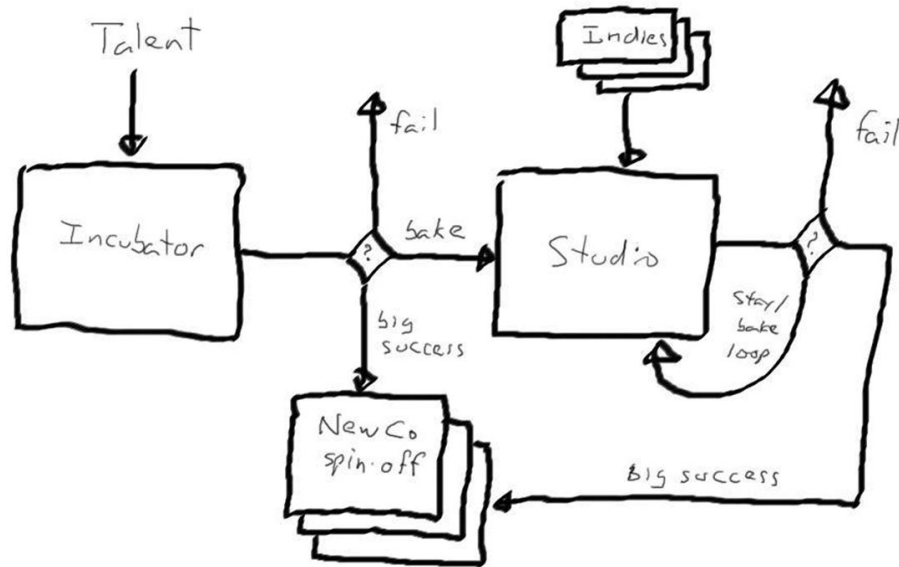 Talent
Indies
fail
fail
Incubator
?
bake
Studio
?
stay/
bake
loop
big
success
NewCo
spin-off
Big success